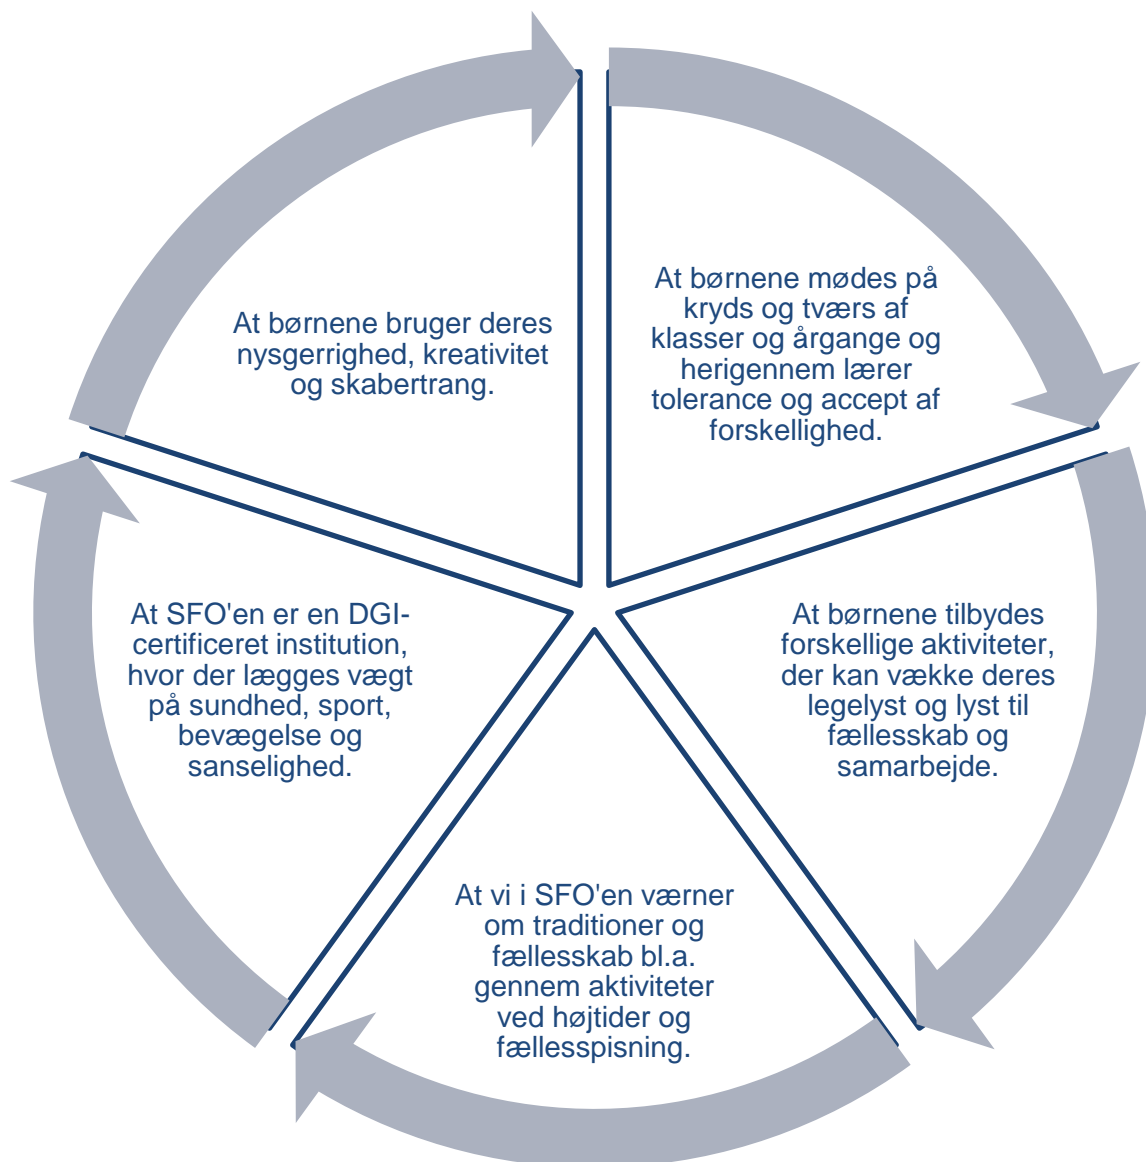 At børnene mødes på
kryds og tværs af
klasser og årgange og
herigennem lærer
tolerance og accept af
forskellighed.
At børnene tilbydes
forskellige aktiviteter,
der kan vække deres
legelyst og lyst til
fællesskab og
samarbejde.
At vi i SFO'en værner
om traditioner og
fællesskab bl.a.
gennem aktiviteter
ved højtider og
fællesspisning.
At SFO'en er en DGI-
certificeret institution,
hvor der lægges vægt
på sundhed, sport,
bevægelse og
sanselighed.
At børnene bruger deres
nysgerrighed, kreativitet
og skabertrang.